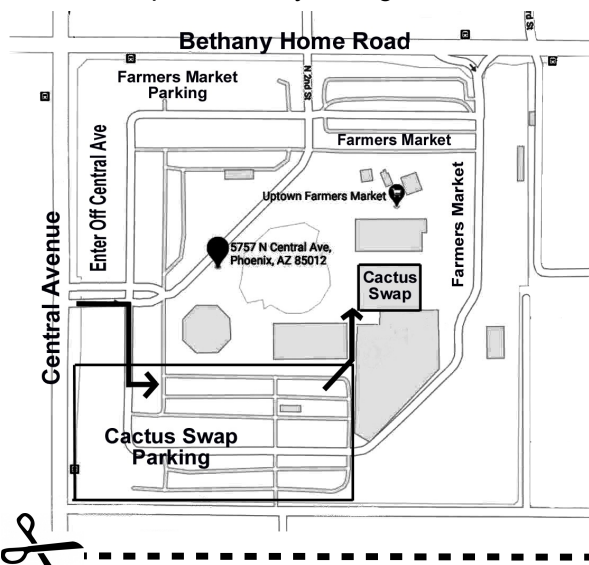 Bethany Home Road
Farmers Market
Parking
N 2nd St
Farmers Market
Enter Off Central Ave
Uptown Farmers Market
Farmers Market
5757 N Central Ave,
Phoenix, AZ 85012
Cactus
Swap
Central Avenue
Cactus Swap
Parking